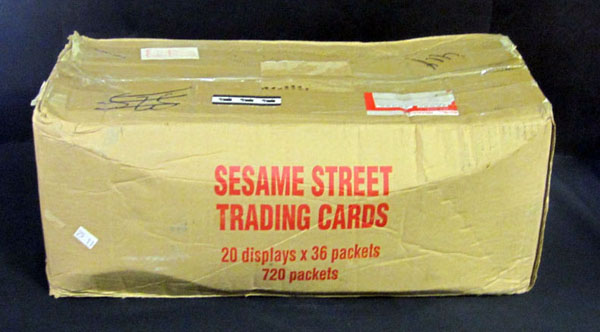 SESAME STREET
TRADING CARDS
20 displays x 36 packets
720 packets